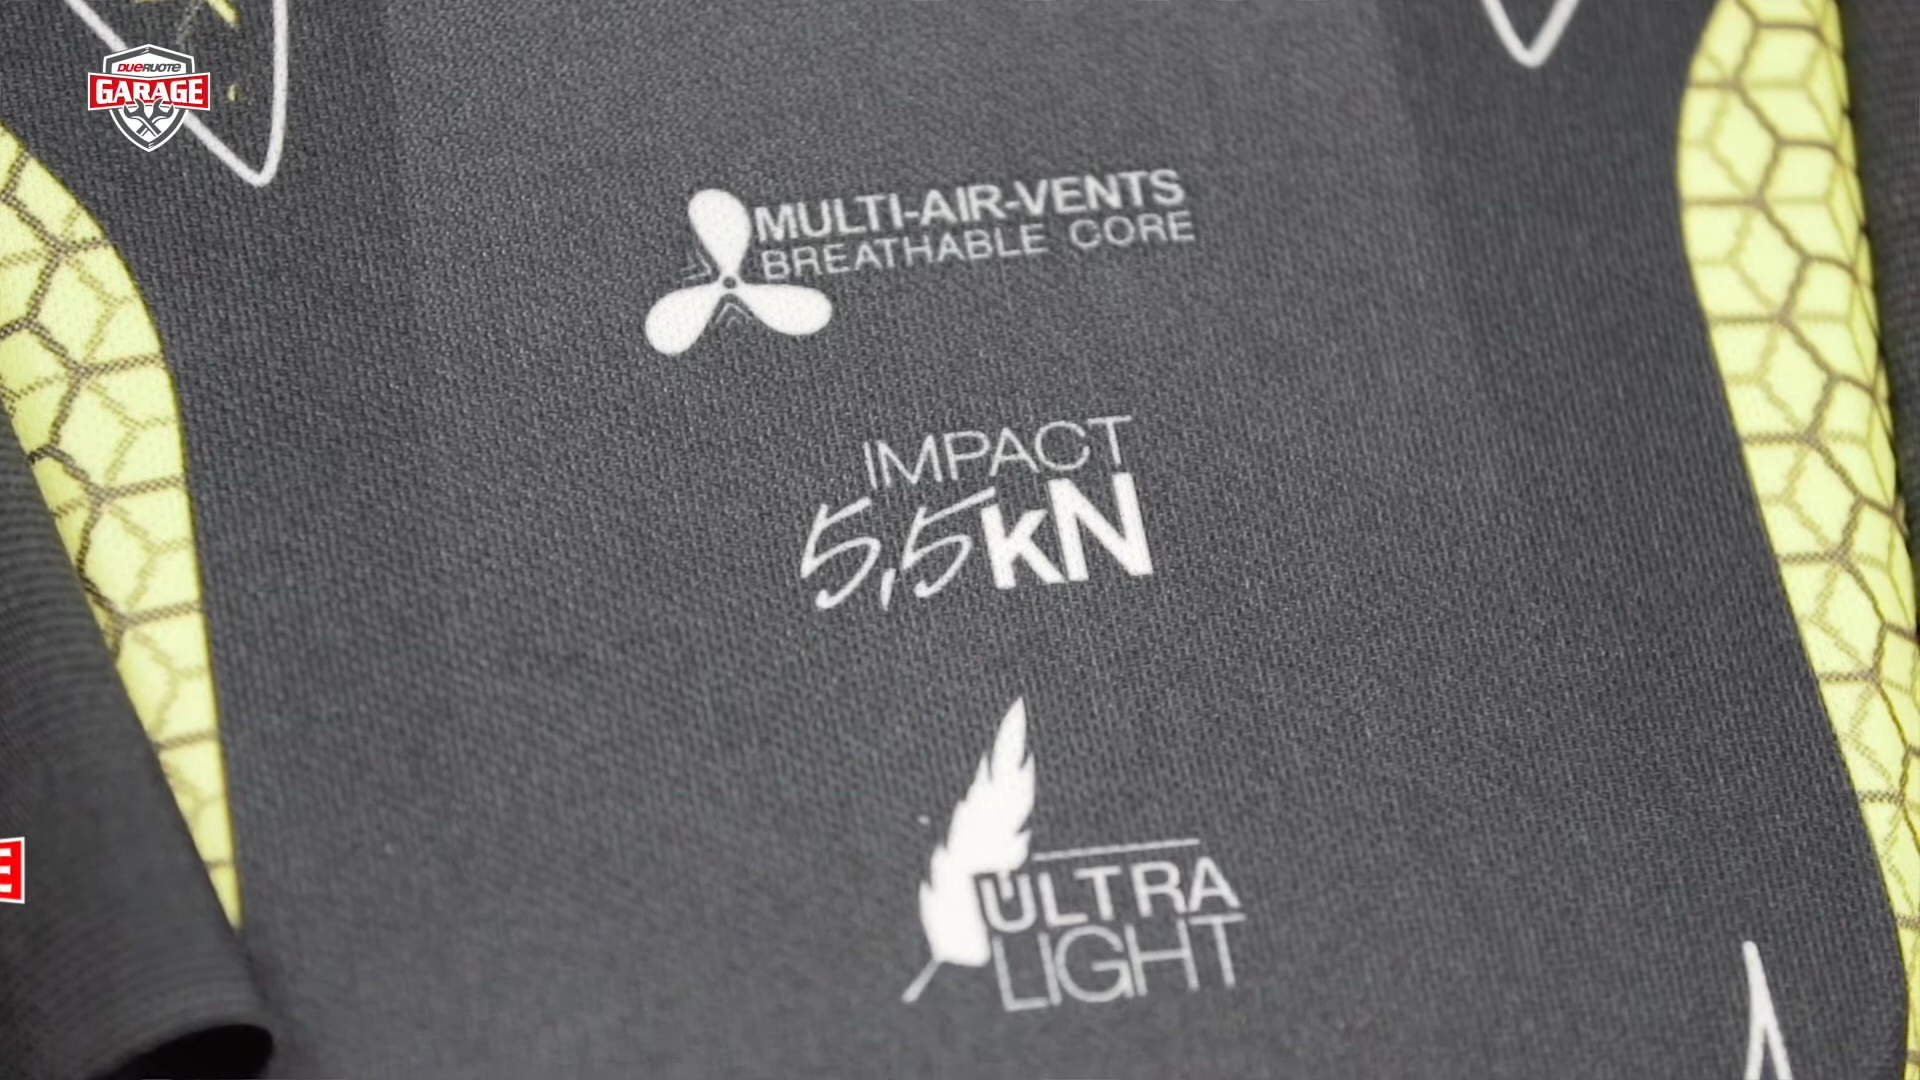 DUERUOTE
GARAGE
MULTI-AIR-VENTS
BREATHABLE CORE
IMPACT
5,5kN
ULTRA
LIGHT